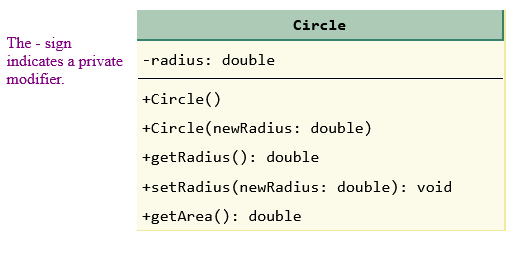 Circle
The - sign
indicates a private
modifier.
-radius: double
+Circle()
+Circle(newRadius: double)
+getRadius(): double
+setRadius(newRadius: double): void
+getArea(): double